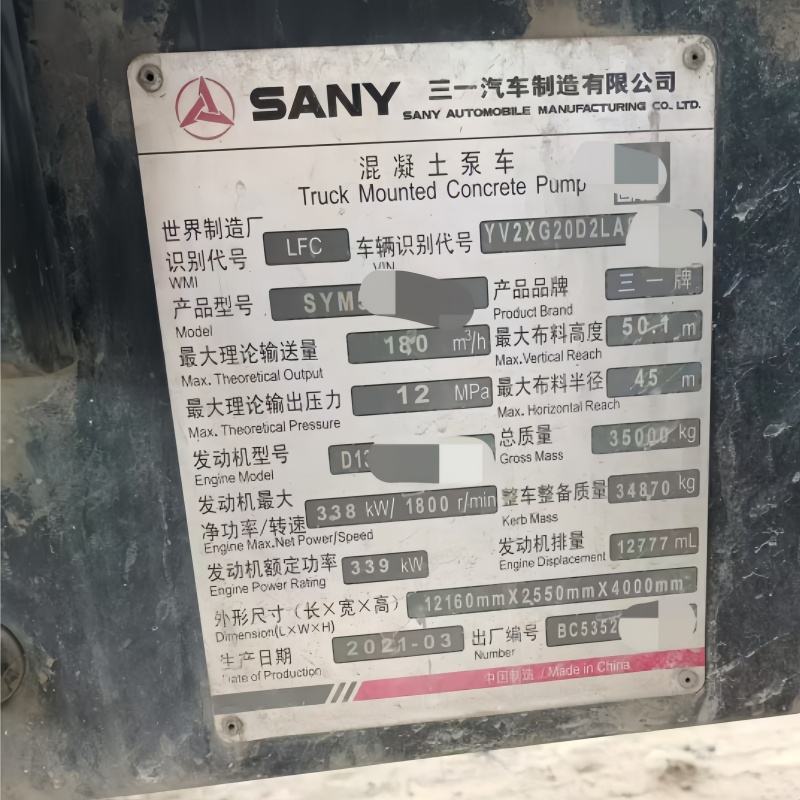 SANY 三一汽车制造有限公司
SANY AUTOMOBILE MANUFACTURING CO., LTD.
混凝土泵车
Truck Mounted Concrete Pump
世界制造厂
识别代号
WMI
LFC
车辆识别代号
VIN
YV2XG20D2LA
产品型号
Model
SYM
产品品牌
Product Brand
三一牌
最大理论输送量
Max. Theoretical Output
180 m³/h
最大布料高度
Max.Vertical Reach
50.1 m
最大理论输出压力
Max. Theoretical Pressure
12 MPa
最大布料半径
Max. Horizontal Reach
45 m
发动机型号
Engine Model
D13
总质量
Gross Mass
35000 kg
发动机最大
净功率/转速
Engine Max.Net Power/Speed
338 kW/ 1800 r/min
整车整备质量
Kerb Mass
34870 kg
发动机额定功率
Engine Power Rating
339 kW
发动机排量
Engine Displacement
12777 mL
外形尺寸（长×宽×高）
Dimension(L×W×H)
12160mmX2550mmX4000mm
生产日期
Date of Production
2021-03
出厂编号
Number
BC5352
中国制造 / Made in China